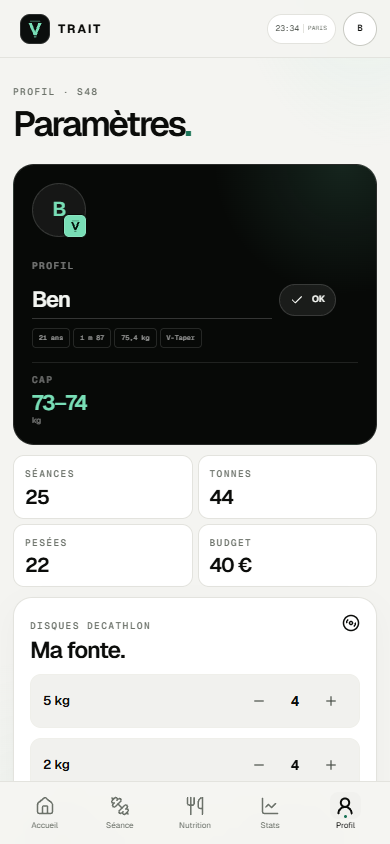 V TRAIT
23:34 PARIS
B
PROFIL · S48
Paramètres.
B
V
PROFIL
Ben
OK
21 ans
1 m 87
75,4 kg
V-Taper
CAP
73–74
kg
SÉANCES
25
TONNES
44
PESÉES
22
BUDGET
40 €
DISQUES DECATHLON
Ma fonte.
5 kg − 4 +
2 kg − 4 +
Accueil
Séance
Nutrition
Stats
Profil